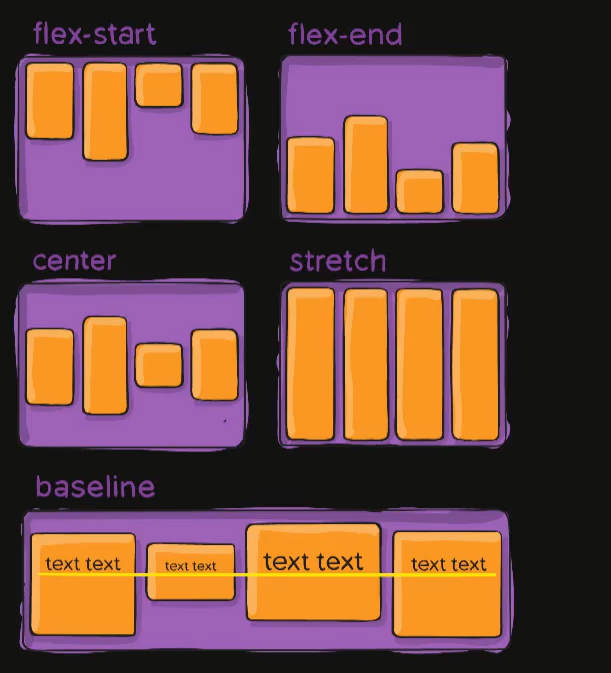 flex-start
flex-end
center
stretch
baseline
text text
text text
text text
text text